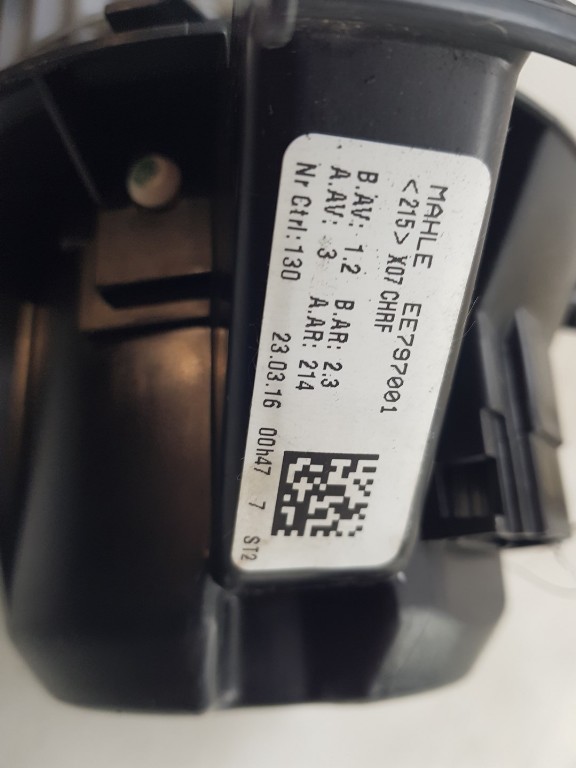 MAHLE EE797001
<215> X07 CHRF
B.AV: 1.2 B.AR: 2.3
A.AV: 3 A.AR: 214
Nr Ctrl: 130 23.03.16 00h47 7 ST2